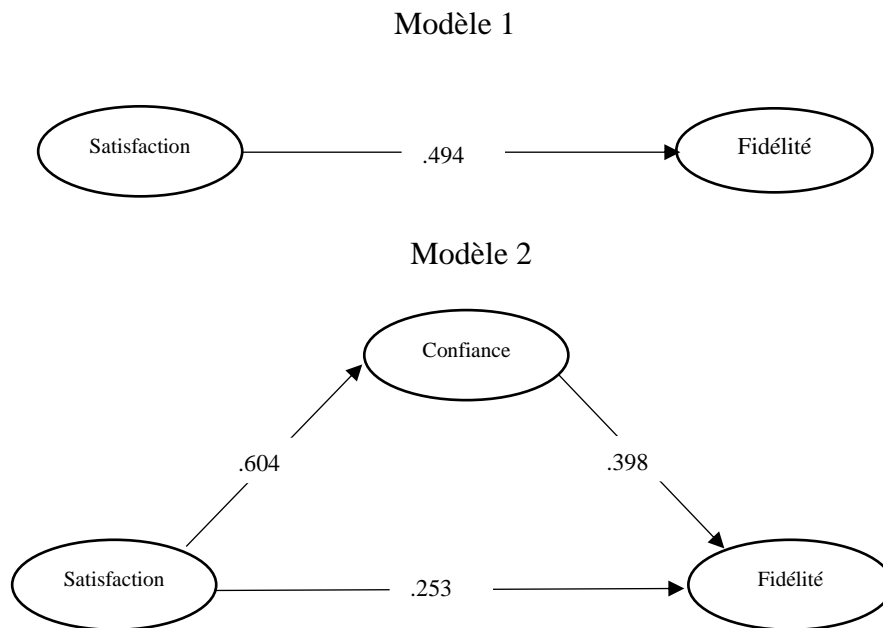 Modèle 1
Satisfaction
.494
Fidélité
Modèle 2
Confiance
.604
.398
Satisfaction
.253
Fidélité